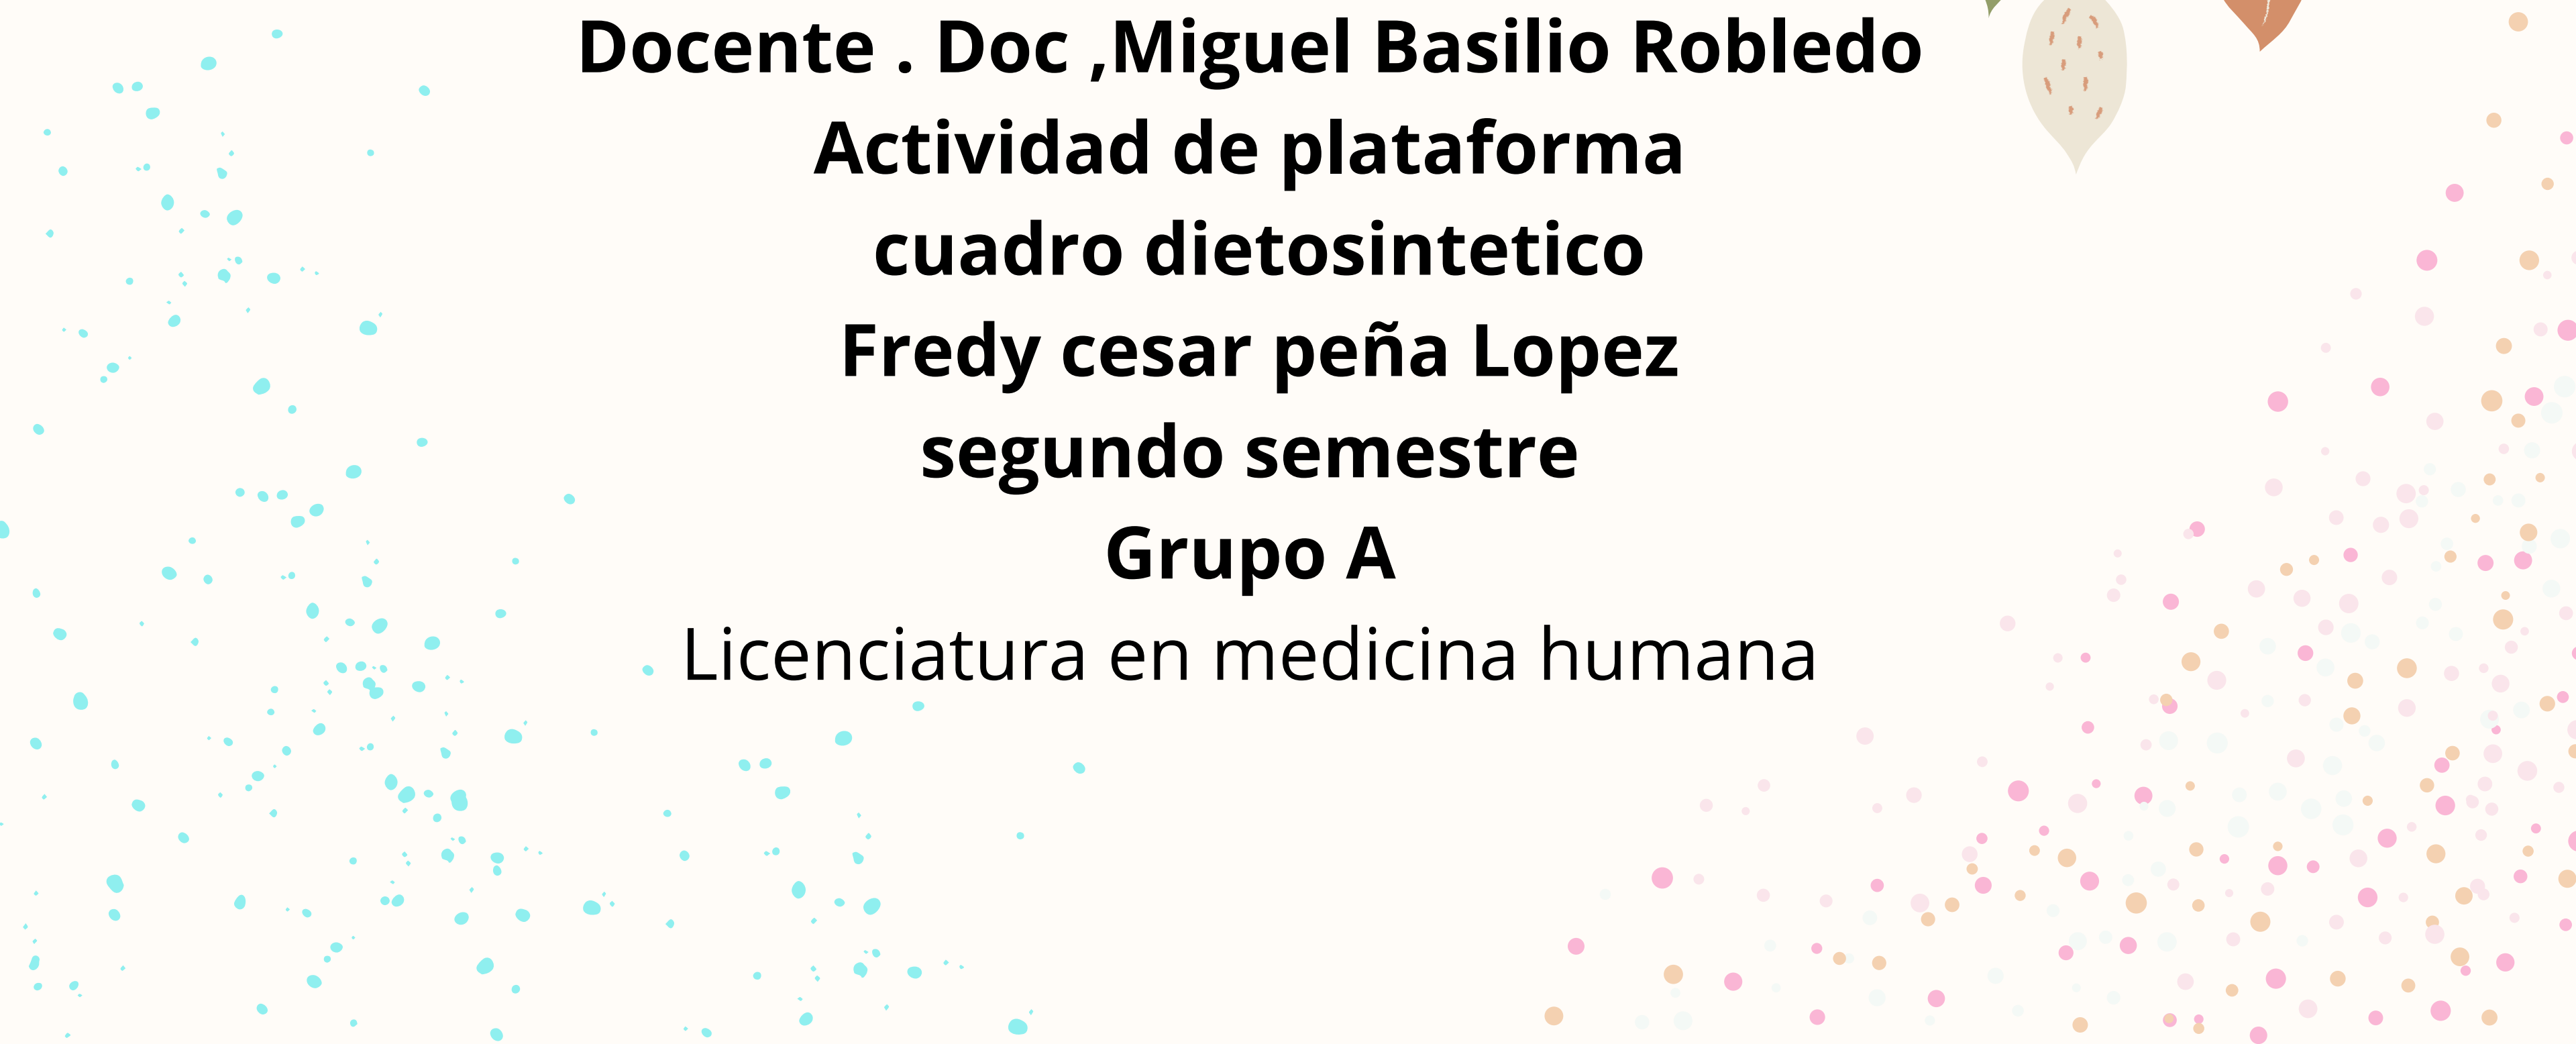 Docente . Doc ,Miguel Basilio Robledo
Actividad de plataforma
cuadro dietosintetico
Fredy cesar peña Lopez
segundo semestre
Grupo A
Licenciatura en medicina humana